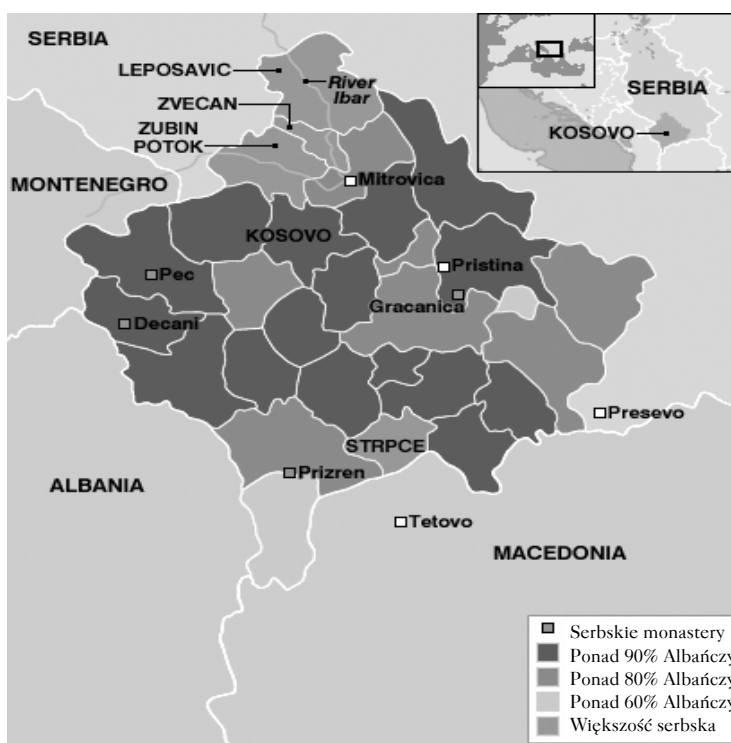 SERBIA
LEPOSAVIC
River
Ibar
ZVECAN
ZUBIN
POTOK
SERBIA
KOSOVO
MONTENEGRO
Mitrovica
KOSOVO
Pec
Pristina
Gracanica
Decani
Presevo
STRPCE
ALBANIA
Prizren
Tetovo
MACEDONIA
Serbskie monastery
Ponad 90% Albańczy
Ponad 80% Albańczy
Ponad 60% Albańczy
Większość serbska